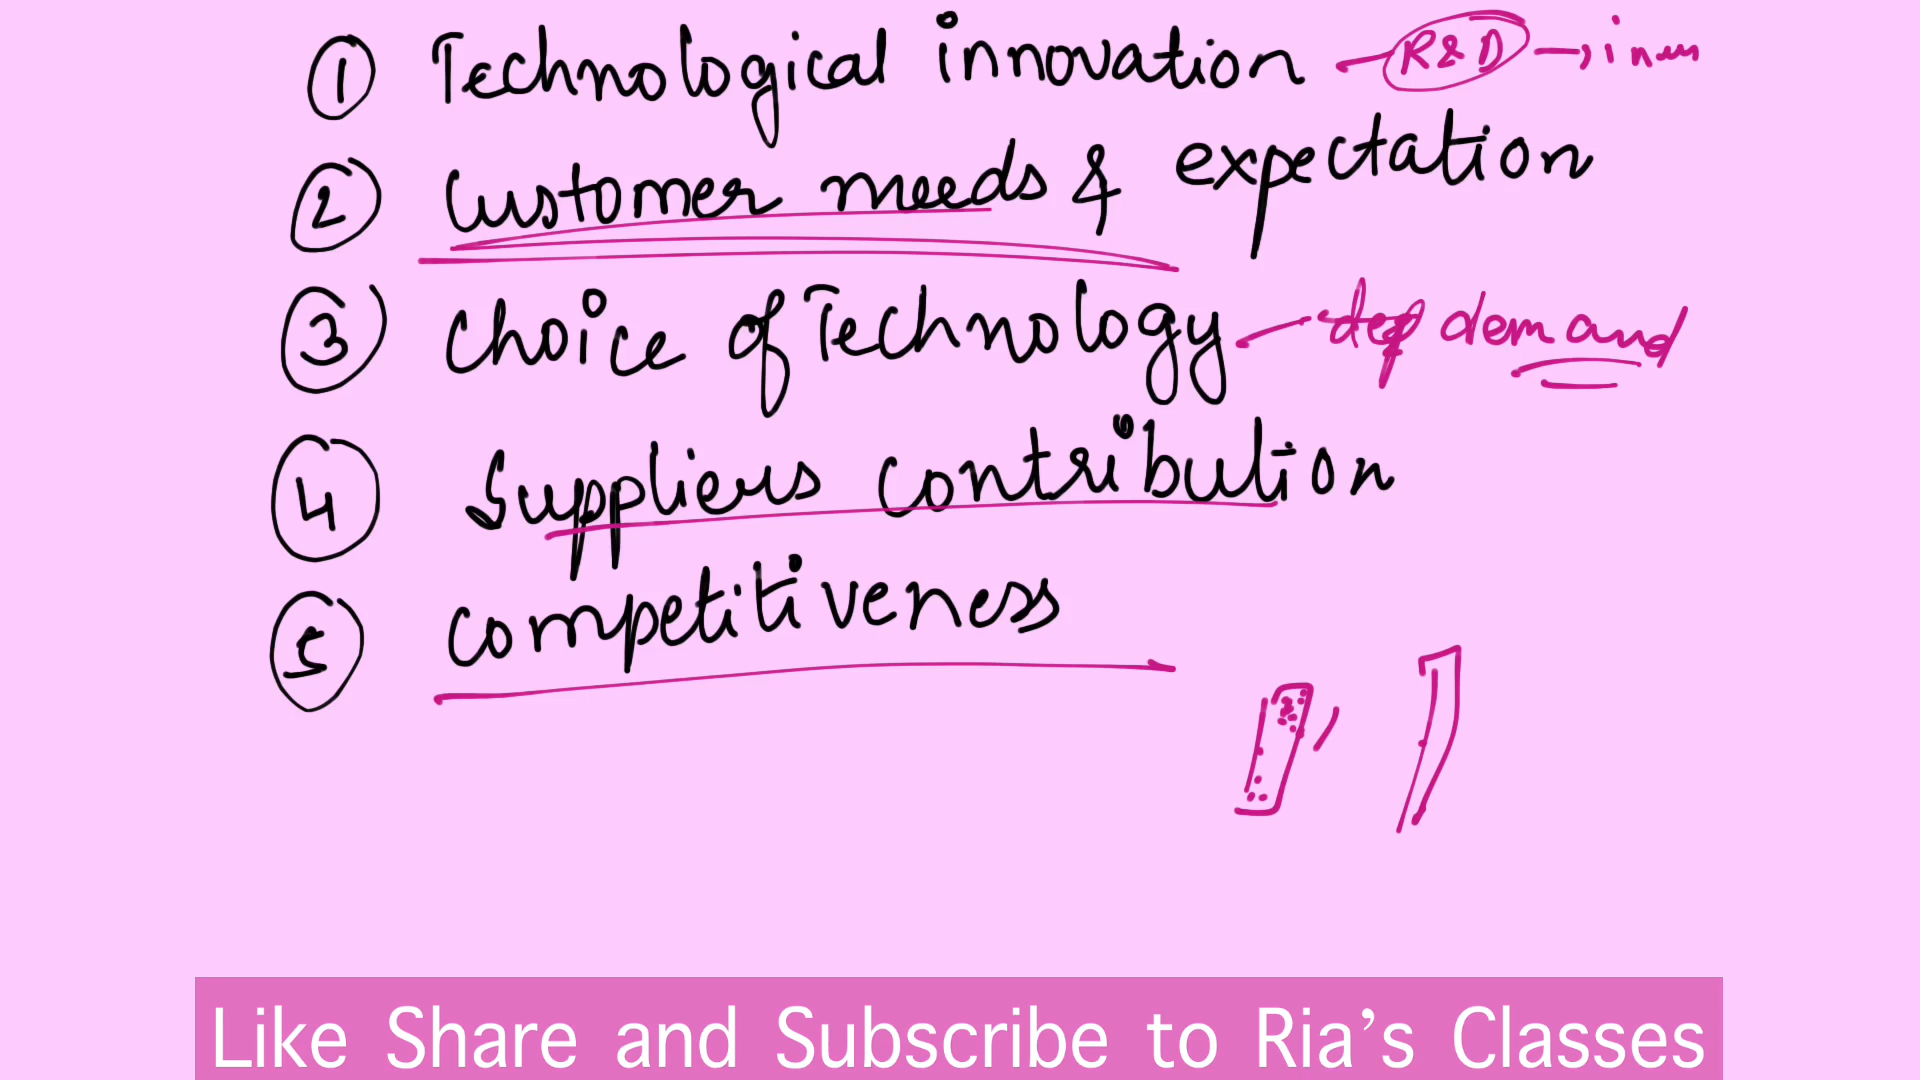 1 Technological innovation - R&D → i
2 Customer needs & expectation
3 choice of Technology - dep demand
4 Suppliers contribution
5 competitiveness
Like Share and Subscribe to Ria's Classes